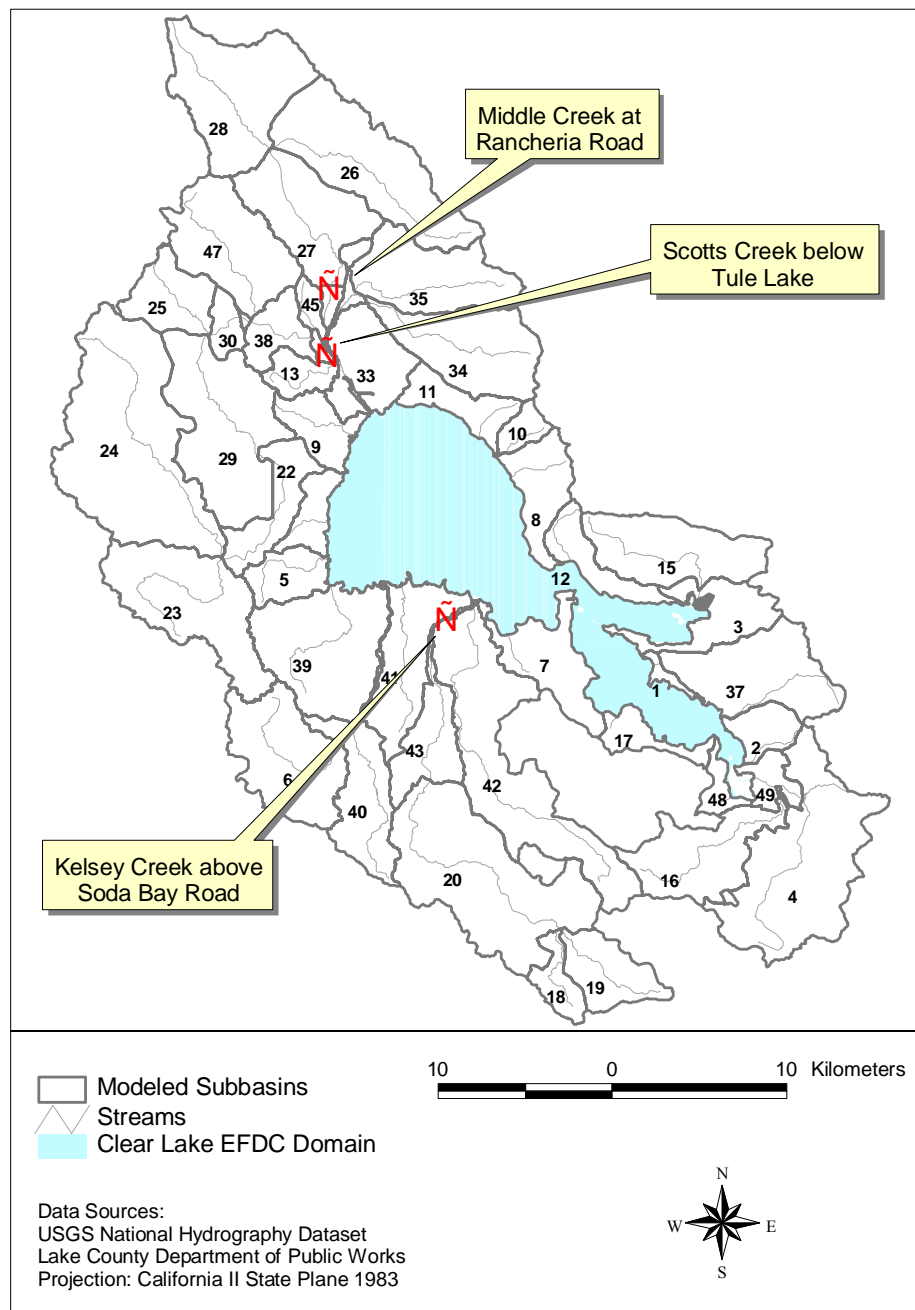 28
Middle Creek at
Rancheria Road
26
47
27
Scotts Creek below
Tule Lake
Ñ
45
35
25
30
38
Ñ
13
33
34
11
24
29
9
10
22
8
15
12
5
23
Ñ
3
39
7
41
1
37
17
43
2
6
42
40
48
49
Kelsey Creek above
Soda Bay Road
20
16
4
18
19
Modeled Subbasins
Streams
Clear Lake EFDC Domain
10 0 10 Kilometers
Data Sources:
USGS National Hydrography Dataset
Lake County Department of Public Works
Projection: California II State Plane 1983
N
W E
S